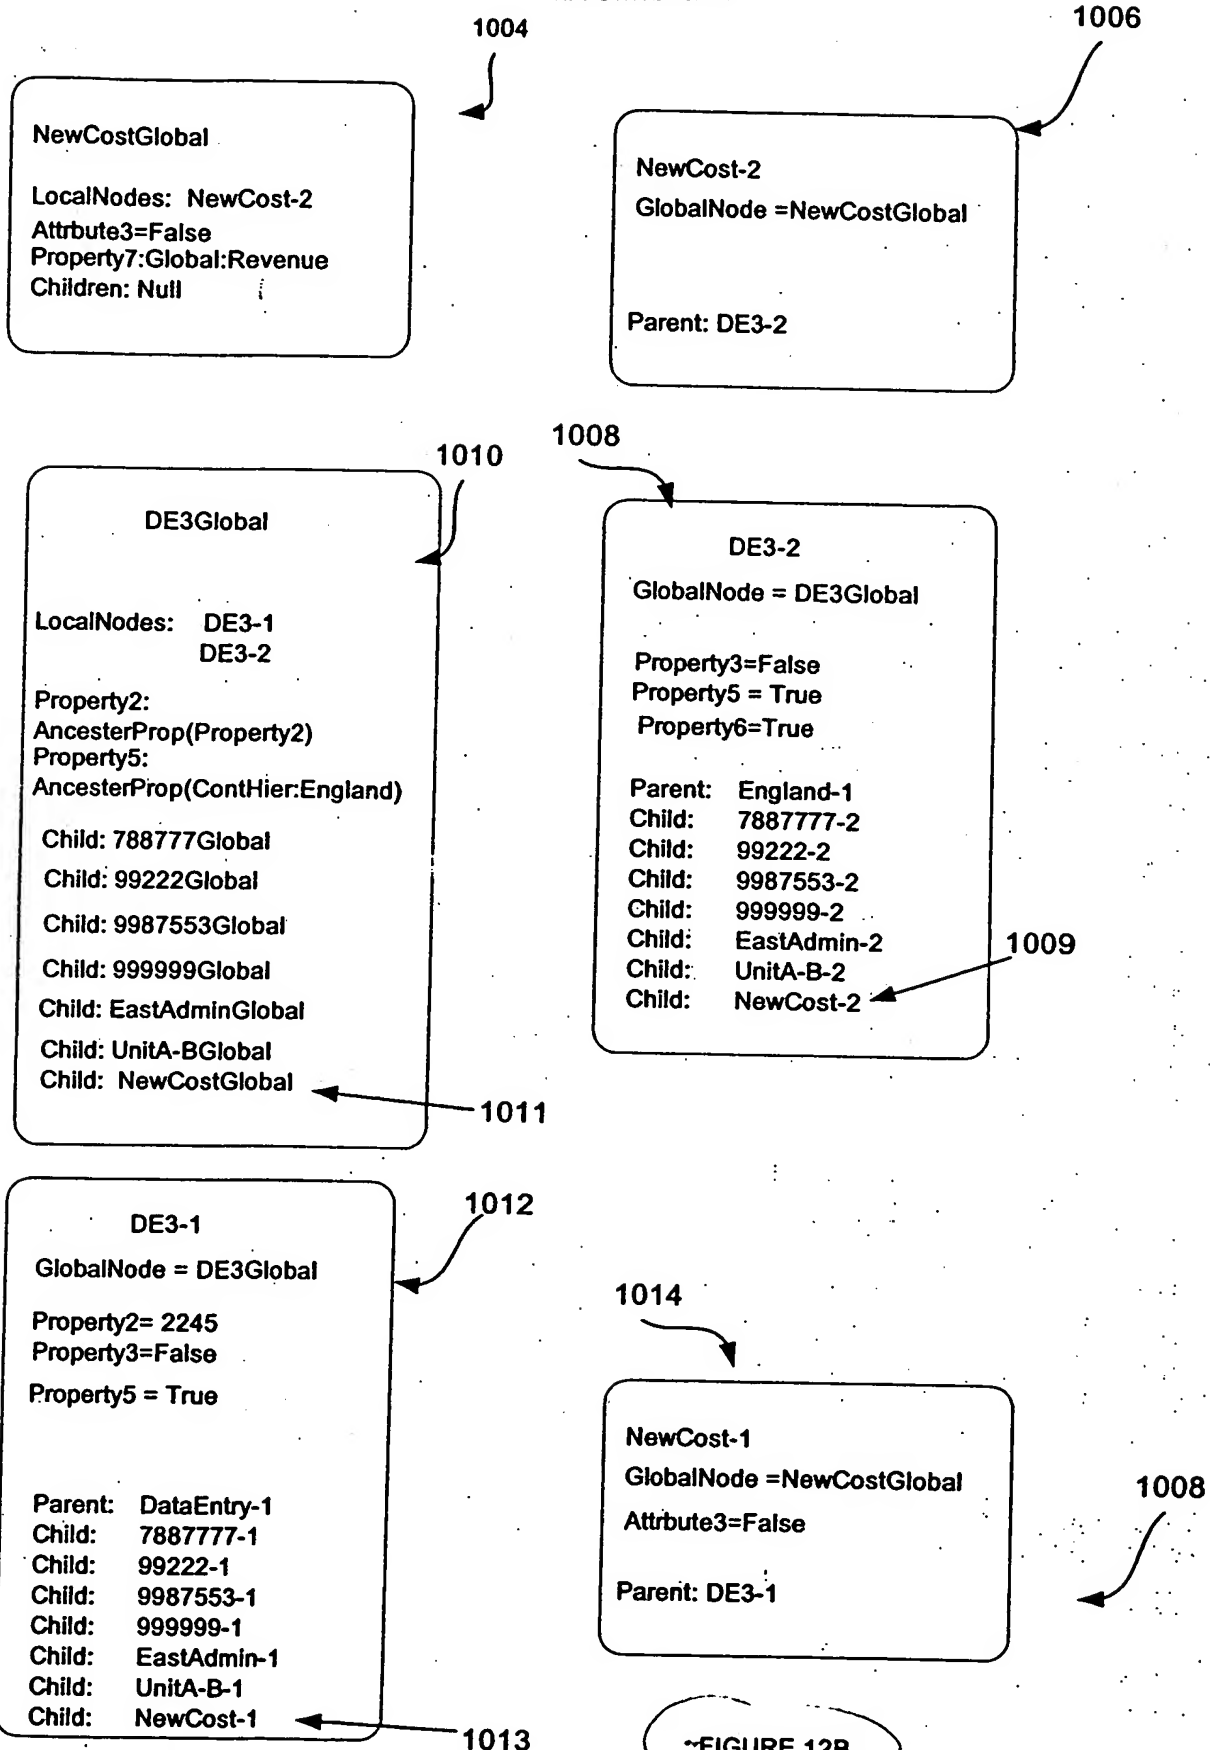 1004
1006
NewCostGlobal
LocalNodes: NewCost-2
Attrbute3=False
Property7:Global:Revenue
Children: Null
NewCost-2
GlobalNode =NewCostGlobal
Parent: DE3-2
1010
1008
DE3Global
LocalNodes: DE3-1
DE3-2
Property2:
AncesterProp(Property2)
Property5:
AncesterProp(ContHier:England)
Child: 788777Global
Child: 99222Global
Child: 9987553Global
Child: 999999Global
Child: EastAdminGlobal
Child: UnitA-BGlobal
Child: NewCostGlobal
1011
DE3-2
GlobalNode = DE3Global
Property3=False
Property5 = True
Property6=True
Parent: England-1
Child: 7887777-2
Child: 99222-2
Child: 9987553-2
Child: 999999-2
Child: EastAdmin-2
Child: UnitA-B-2
Child: NewCost-2
1009
1012
DE3-1
GlobalNode = DE3Global
Property2= 2245
Property3=False
Property5 = True
Parent: DataEntry-1
Child: 7887777-1
Child: 99222-1
Child: 9987553-1
Child: 999999-1
Child: EastAdmin-1
Child: UnitA-B-1
Child: NewCost-1
1013
1014
NewCost-1
GlobalNode =NewCostGlobal
Attrbute3=False
Parent: DE3-1
1008
FIGURE 12B